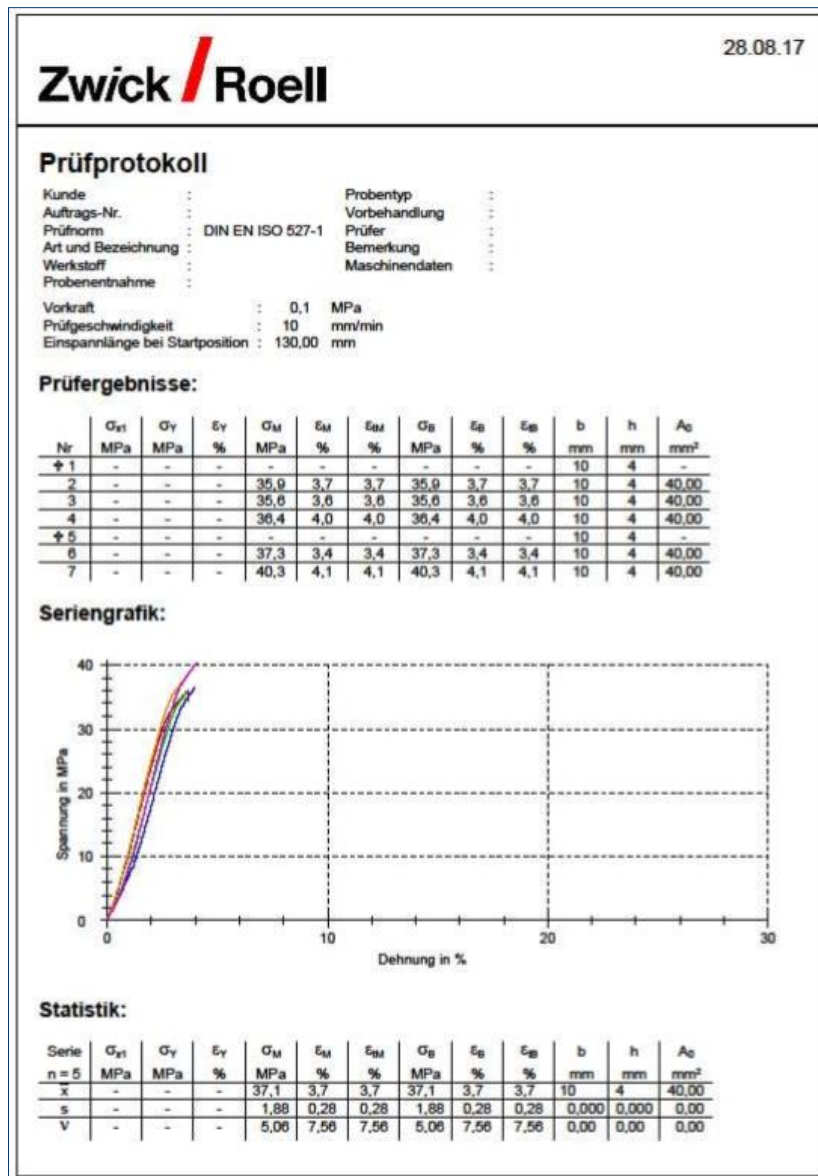 28.08.17
Zwick Roell
Prüfprotokoll
Kunde : Probentyp :
Auftrags-Nr. : Vorbehandlung :
Prüfnorm : DIN EN ISO 527-1 Prüfer :
Art und Bezeichnung : Bemerkung :
Werkstoff : Maschinendaten :
Probenentnahme :
Vorkraft : 0,1 MPa
Prüfgeschwindigkeit : 10 mm/min
Einspannlänge bei Startposition : 130,00 mm
Prüfergebnisse:
σx1 σY εY σM εM εtM σB εB εtB b h A0
Nr MPa MPa % MPa % % MPa % % mm mm mm²
✝ 1 - - - - - - - - - 10 4 -
2 - - - 35,9 3,7 3,7 35,9 3,7 3,7 10 4 40,00
3 - - - 35,6 3,6 3,6 35,6 3,6 3,6 10 4 40,00
4 - - - 36,4 4,0 4,0 36,4 4,0 4,0 10 4 40,00
✝ 5 - - - - - - - - - 10 4 -
6 - - - 37,3 3,4 3,4 37,3 3,4 3,4 10 4 40,00
7 - - - 40,3 4,1 4,1 40,3 4,1 4,1 10 4 40,00
Seriengrafik:
40
30
20
10
0
Spannung in MPa
0 10 20 30
Dehnung in %
Statistik:
Serie σx1 σY εY σM εM εtM σB εB εtB b h A0
n = 5 MPa MPa % MPa % % MPa % % mm mm mm²
x̄ - - - 37,1 3,7 3,7 37,1 3,7 3,7 10 4 40,00
s - - - 1,88 0,28 0,28 1,88 0,28 0,28 0,000 0,000 0,00
ν - - - 5,06 7,56 7,56 5,06 7,56 7,56 0,00 0,00 0,00